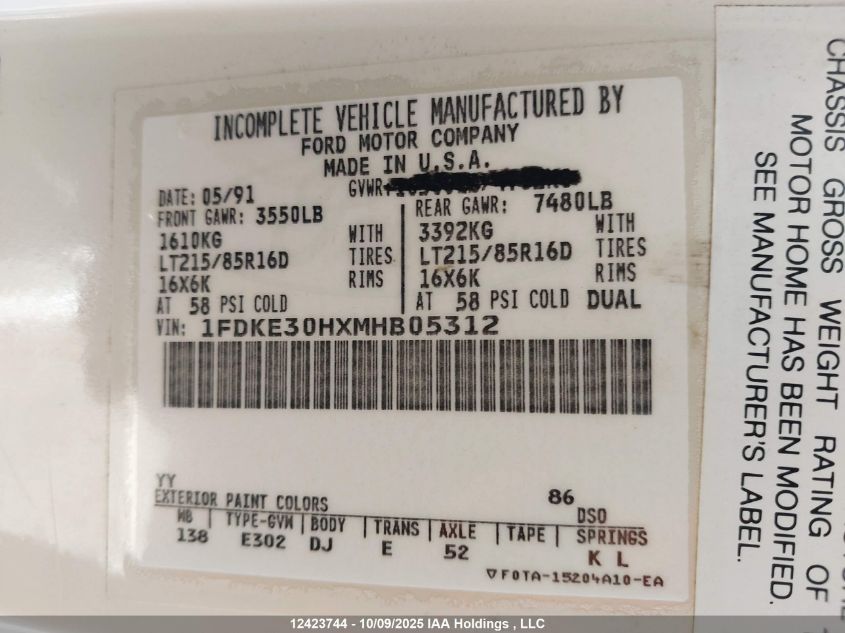 INCOMPLETE VEHICLE MANUFACTURED BY
FORD MOTOR COMPANY
MADE IN U.S.A.
DATE: 05/91 GVWR:
FRONT GAWR: 3550LB
1610KG WITH
LT215/85R16D TIRES
16X6K RIMS
AT 58 PSI COLD
REAR GAWR: 7480LB
3392KG WITH
LT215/85R16D TIRES
16X6K RIMS
AT 58 PSI COLD DUAL
VIN: 1FDKE30HXMHB05312
YY
EXTERIOR PAINT COLORS 86 DSO
WB | TYPE-GVW | BODY | TRANS | AXLE | TAPE | SPRINGS
138 E302 DJ E 52 K L
▽F0TA-15204A10-EA
CHASSIS GROSS WEIGHT RATING OF
MOTOR HOME HAS BEEN MODIFIED.
SEE MANUFACTURER'S LABEL.
12423744 - 10/09/2025 IAA Holdings , LLC